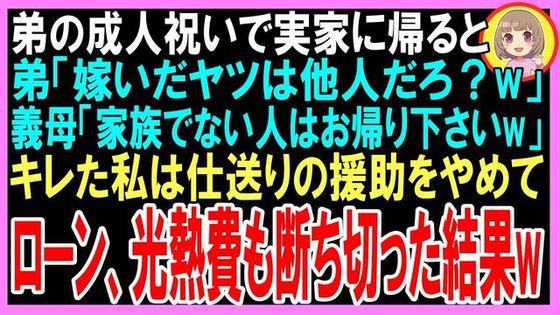 弟の成人祝いで実家に帰ると
弟「嫁いだヤツは他人だろ？w」
義母「家族でない人はお帰り下さいw」
キレた私は仕送りの援助をやめて
ローン、光熱費も断ち切った結果w